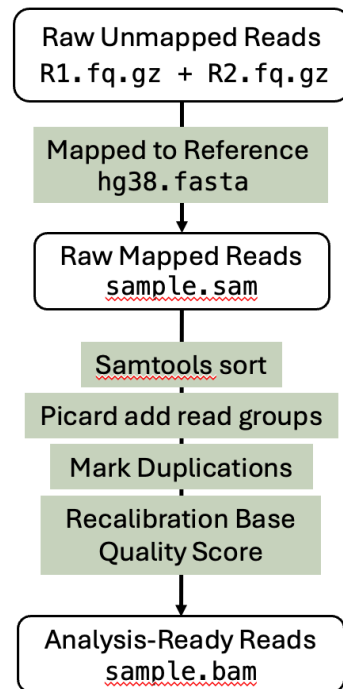 Raw Unmapped Reads
R1.fq.gz + R2.fq.gz
Mapped to Reference
hg38.fasta
Raw Mapped Reads
sample.sam
Samtools sort
Picard add read groups
Mark Duplications
Recalibration Base
Quality Score
Analysis-Ready Reads
sample.bam